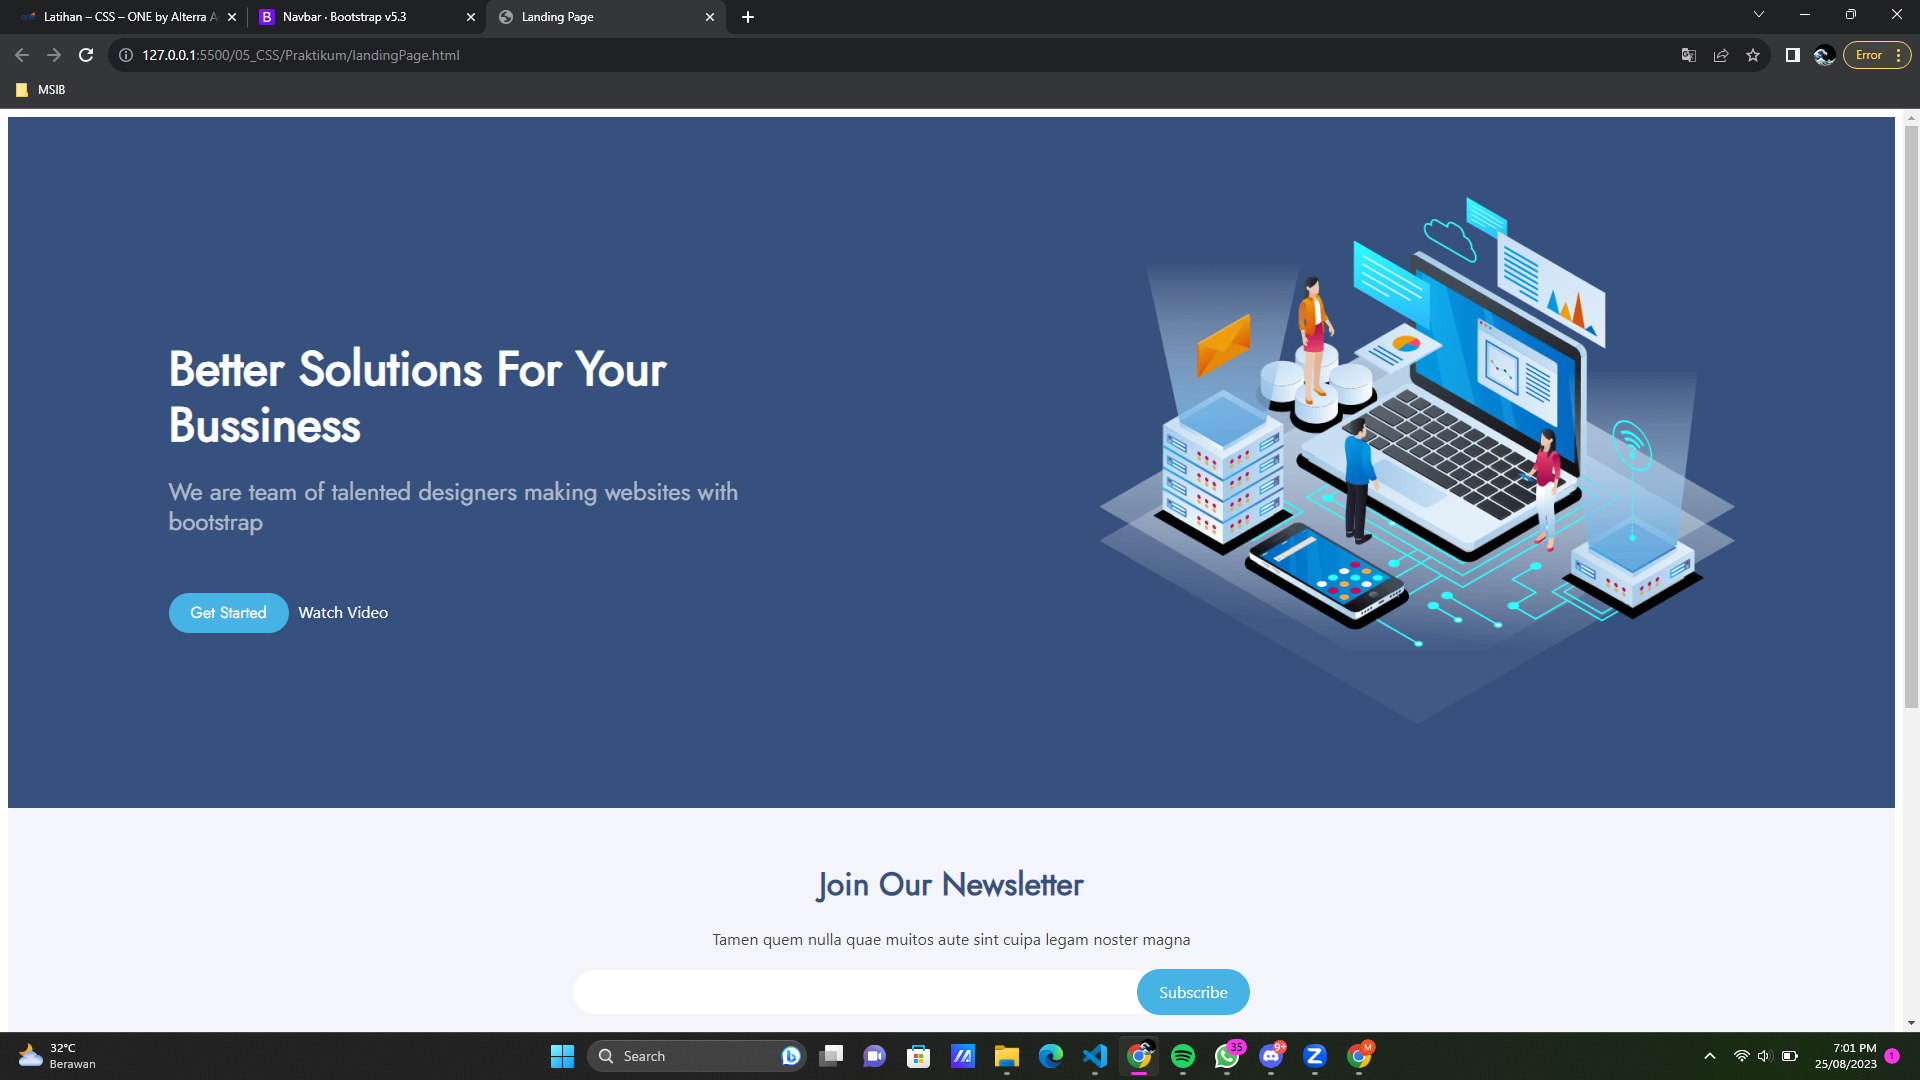 Latihan – CSS – ONE by Alterra A
B
Navbar · Bootstrap v5.3
Landing Page
127.0.0.1:5500/05_CSS/Praktikum/landingPage.html
Error
MSIB
Better Solutions For Your
Bussiness
We are team of talented designers making websites with
bootstrap
Get Started
Watch Video
Join Our Newsletter
Tamen quem nulla quae muitos aute sint cuipa legam noster magna
Subscribe
32°C
Berawan
Search
35
9+
Z
M
7:01 PM
25/08/2023
1